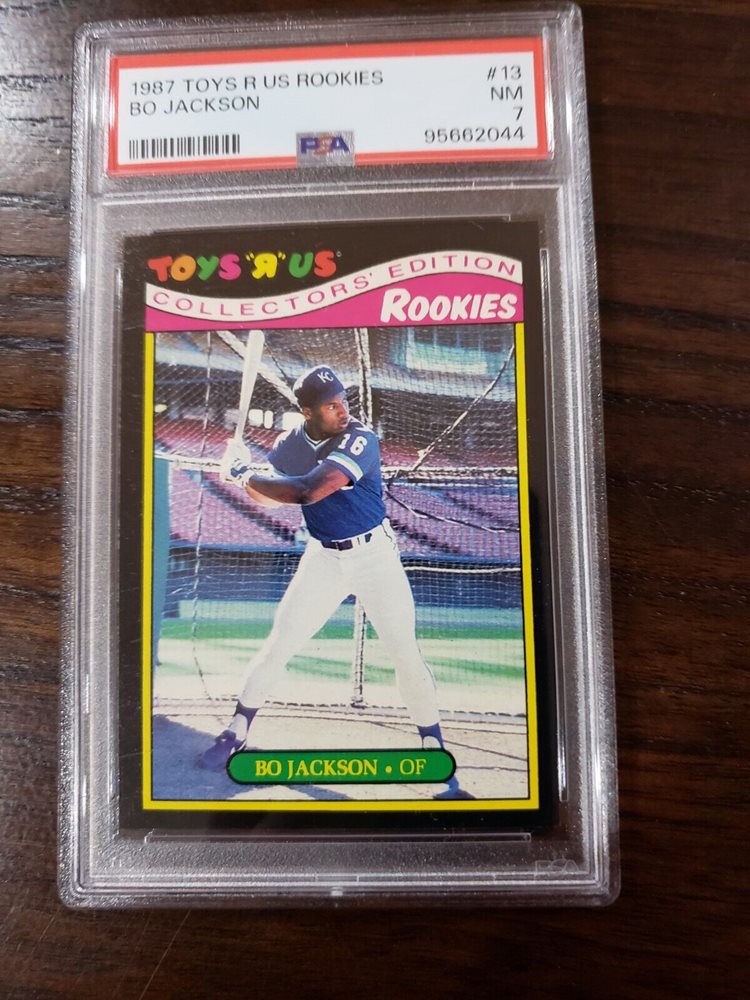 1987 TOYS R US ROOKIES #13
BO JACKSON NM
7
PSA 95662044
TOYS "R" US
COLLECTORS' EDITION
ROOKIES
KC
16
BO JACKSON • OF
PSA